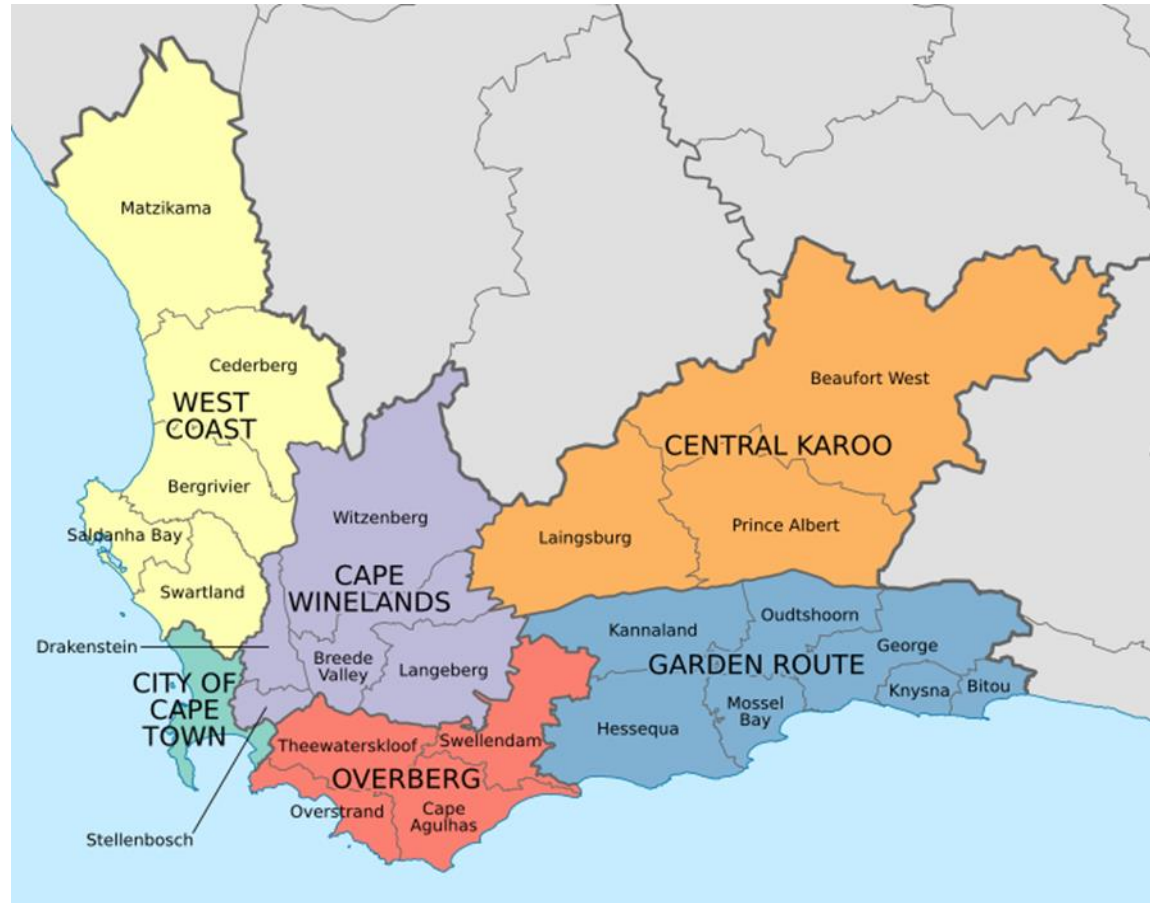 Matzikama
Cederberg
WEST
COAST
Bergrivier
Saldanha Bay
Swartland
Drakenstein
CITY OF
CAPE
TOWN
Stellenbosch
Witzenberg
CAPE
WINELANDS
Breede
Valley
Langeberg
Theewaterskloof
Swellendam
OVERBERG
Overstrand
Cape
Agulhas
Beaufort West
CENTRAL KAROO
Laingsburg
Prince Albert
Kannaland
Oudtshoorn
George
GARDEN ROUTE
Hessequa
Mossel
Bay
Knysna
Bitou